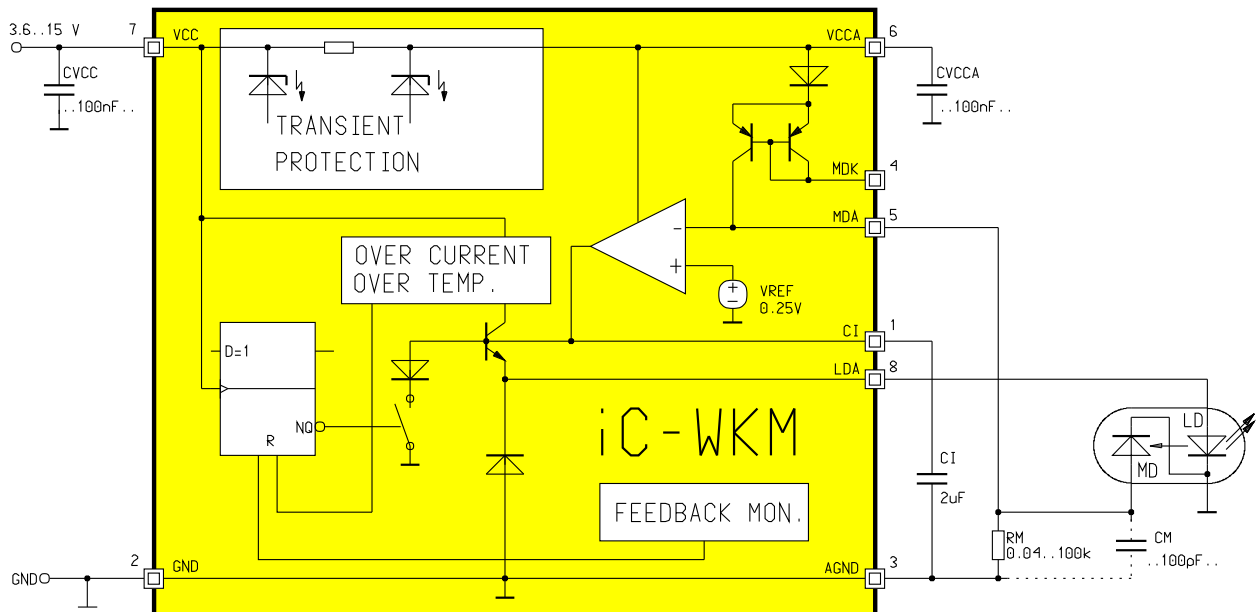 3.6..15 V
7
VCC
VCCA
6
CVCC
..100nF..
CVCCA
..100nF..
TRANSIENT
PROTECTION
MDK
4
MDA
5
OVER CURRENT
OVER TEMP.
-
+
+
-
VREF
0.25V
CI
1
LDA
8
D=1
NQ
R
iC-WKM
LD
MD
CI
2uF
FEEDBACK MON.
RM
0.04..100k
CM
..100pF..
GND
2
GND
AGND
3